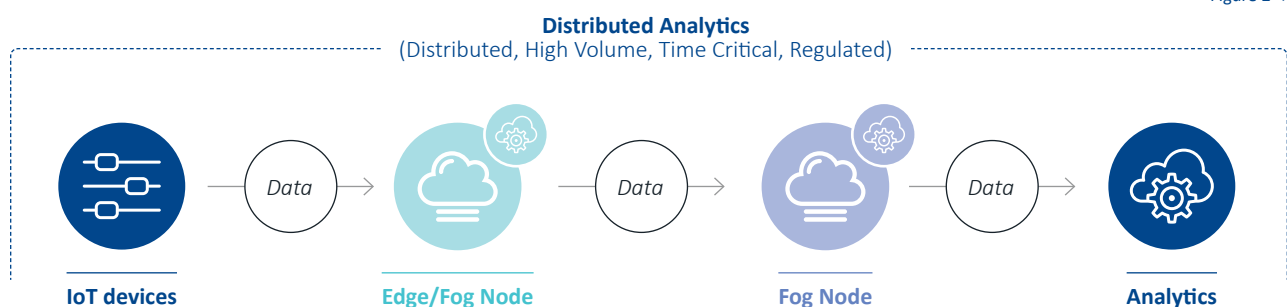 Distributed Analytics
(Distributed, High Volume, Time Critical, Regulated)
Data
Data
Data
IoT devices
Edge/Fog Node
Fog Node
Analytics